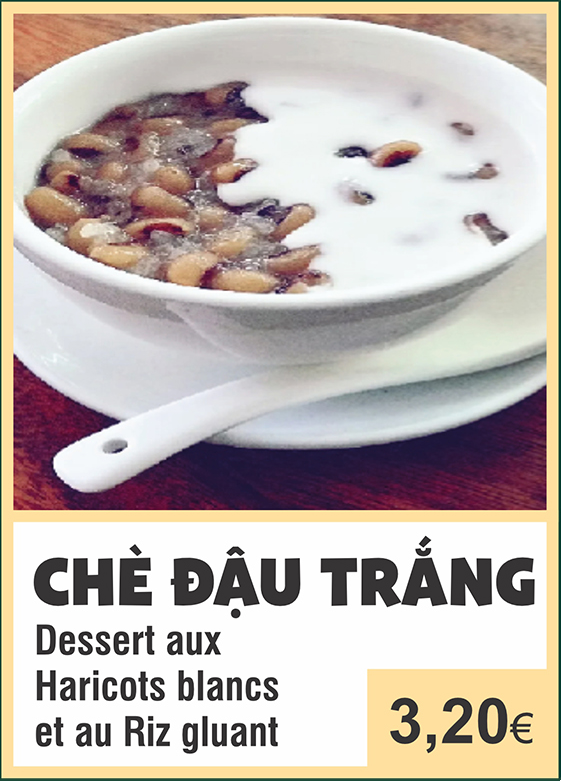 CHÈ ĐẬU TRẮNG
Dessert aux
Haricots blancs
et au Riz gluant
3,20€